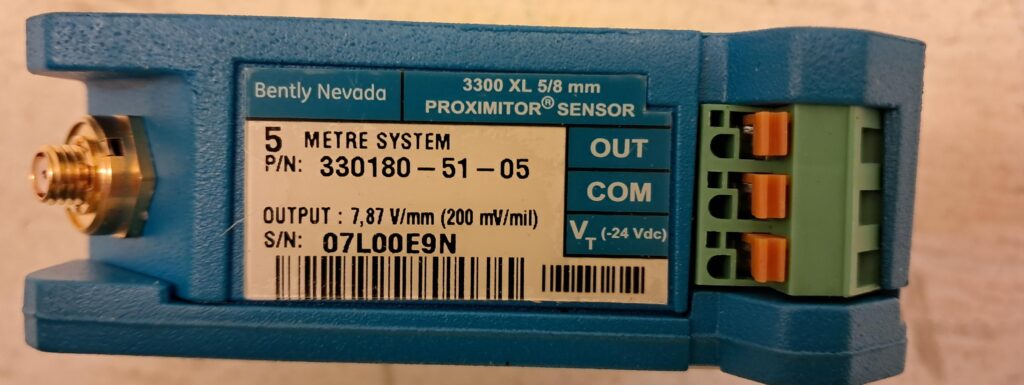 Bently Nevada
3300 XL 5/8 mm
PROXIMITOR® SENSOR
5 METRE SYSTEM
P/N: 330180-51-05
OUTPUT : 7,87 V/mm (200 mV/mil)
S/N: 07L00E9N
OUT
COM
VT (-24 Vdc)